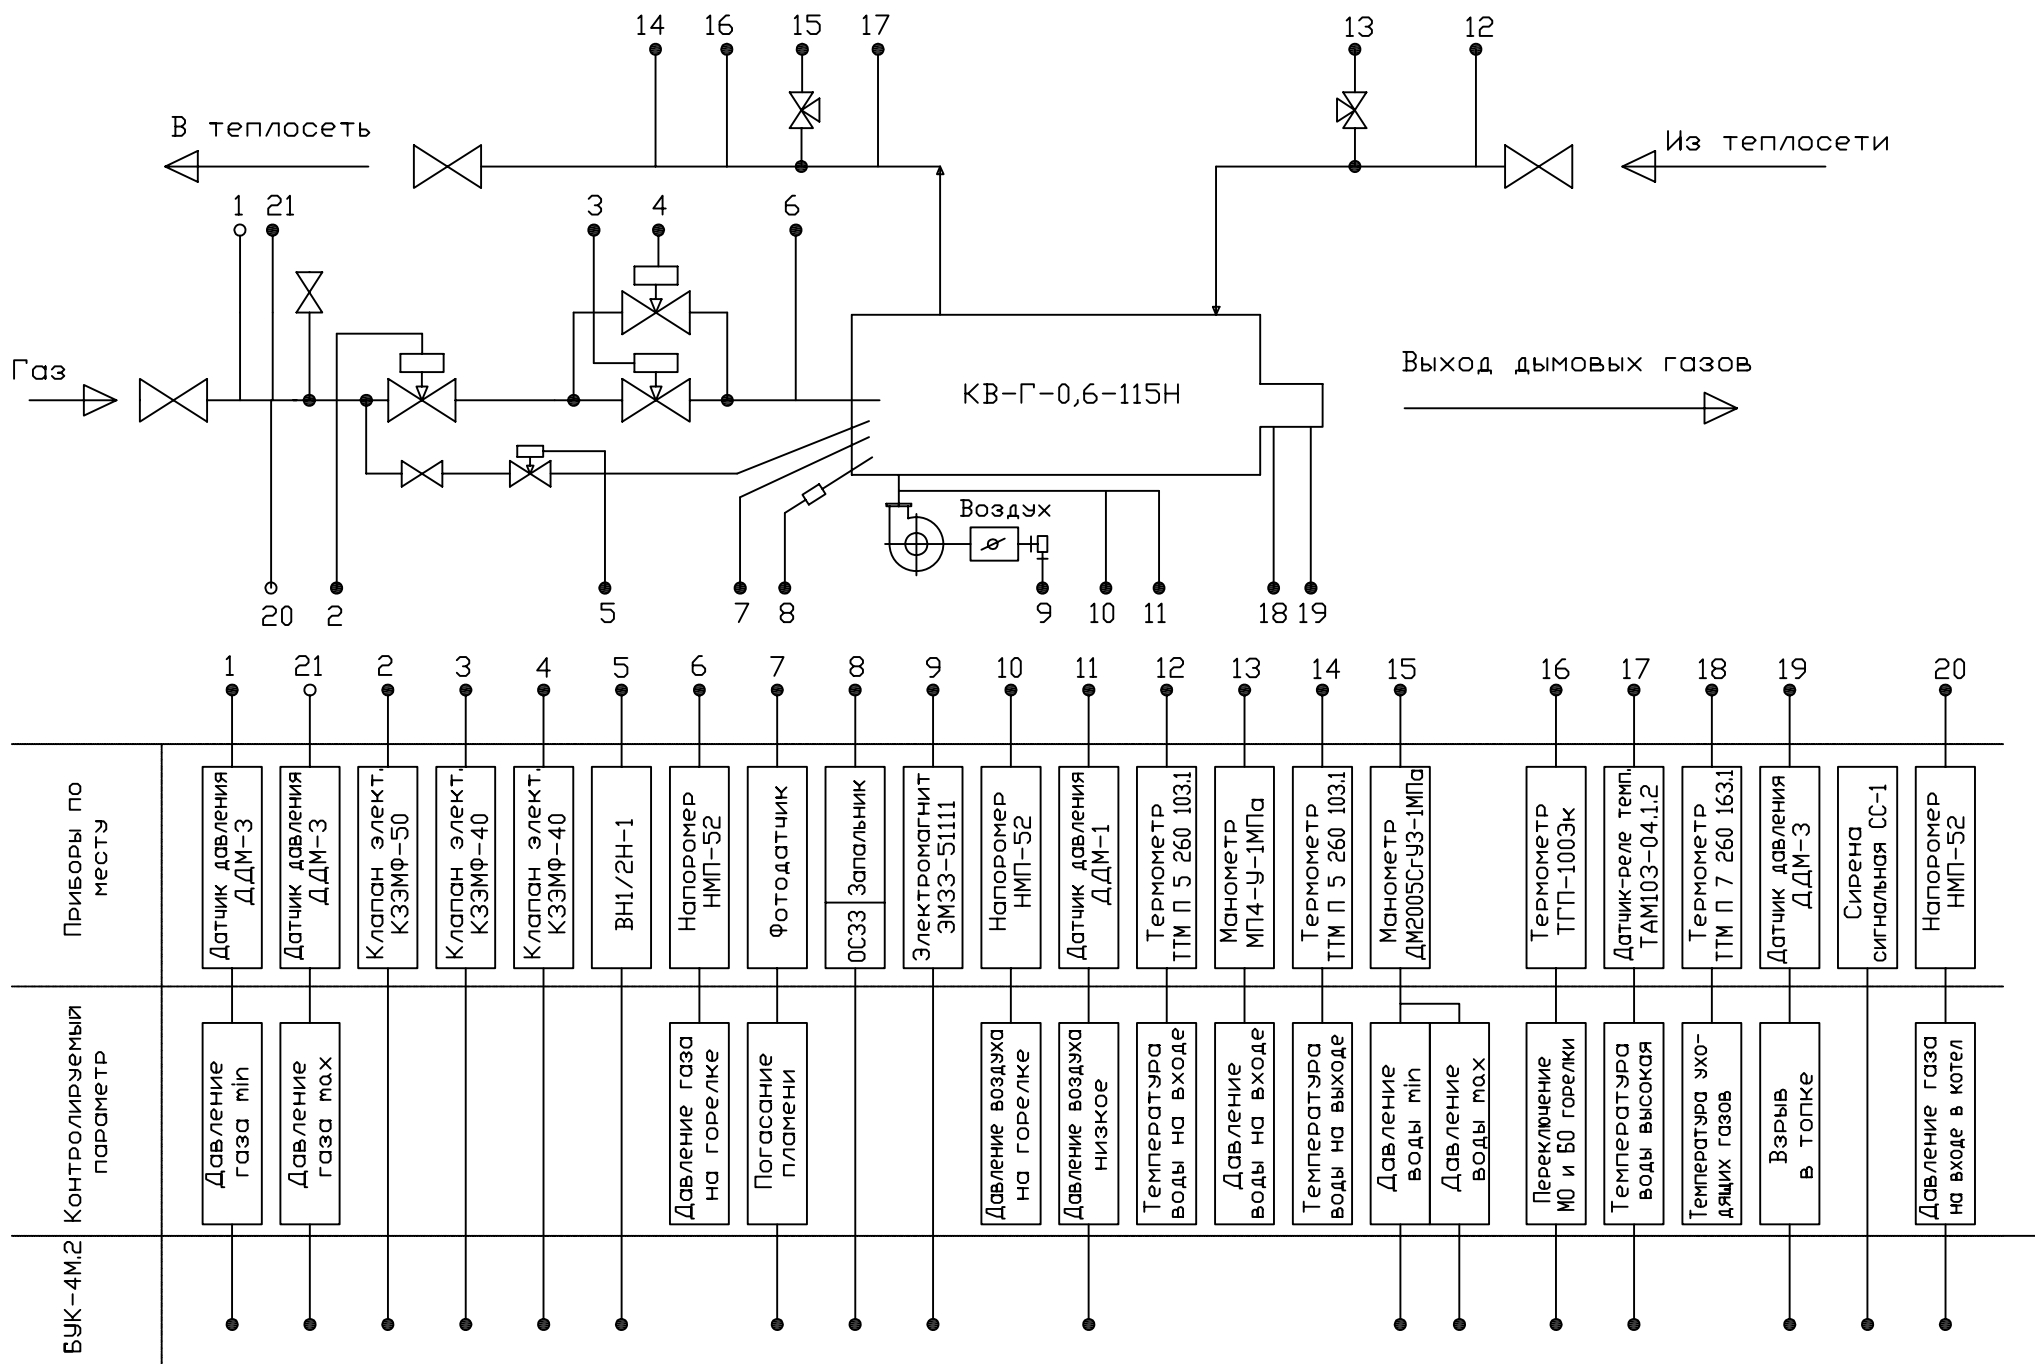 14 16 15 17 13 12
В теплосеть
Из теплосети
1 21 3 4 6
Газ
КВ-Г-0,6-115Н
Выход дымовых газов
Воздух
20 2 5 7 8 9 10 11 18 19
1 21 2 3 4 5 6 7 8 9 10 11 12 13 14 15 16 17 18 19 20
Приборы по
месту
Датчик давления
ДДМ-3
Датчик давления
ДДМ-3
Клапан элект.
КЗЭМФ-50
Клапан элект.
КЗЭМФ-40
Клапан элект.
КЗЭМФ-40
ВН1/2Н-1
Напоромер
НМП-52
Фотодатчик
ОС33 Запальник
Электромагнит
ЭМ33-51111
Напоромер
НМП-52
Датчик давления
ДДМ-1
Термометр
ТТМ П 5 260 103.1
Манометр
МП4-У-1МПа
Термометр
ТТМ П 5 260 103.1
Манометр
ДМ2005СгУ3-1МПа
Термометр
ТГП-100Эк
Датчик-реле темп.
ТАМ103-04.1.2
Термометр
ТТМ П 7 260 163.1
Датчик давления
ДДМ-3
Сирена
сигнальная СС-1
Напоромер
НМП-52
Контролируемый
параметр
Давление
газа min
Давление
газа max
Давление газа
на горелке
Погасание
пламени
Давление воздуха
на горелке
Давление воздуха
низкое
Температура
воды на входе
Давление
воды на входе
Температура
воды на выходе
Давление
воды min
Давление
воды max
Переключение
МО и БО горелки
Температура
воды высокая
Температура ухо-
дящих газов
Взрыв
в топке
Давление газа
на входе в котел
БУК-4М.2